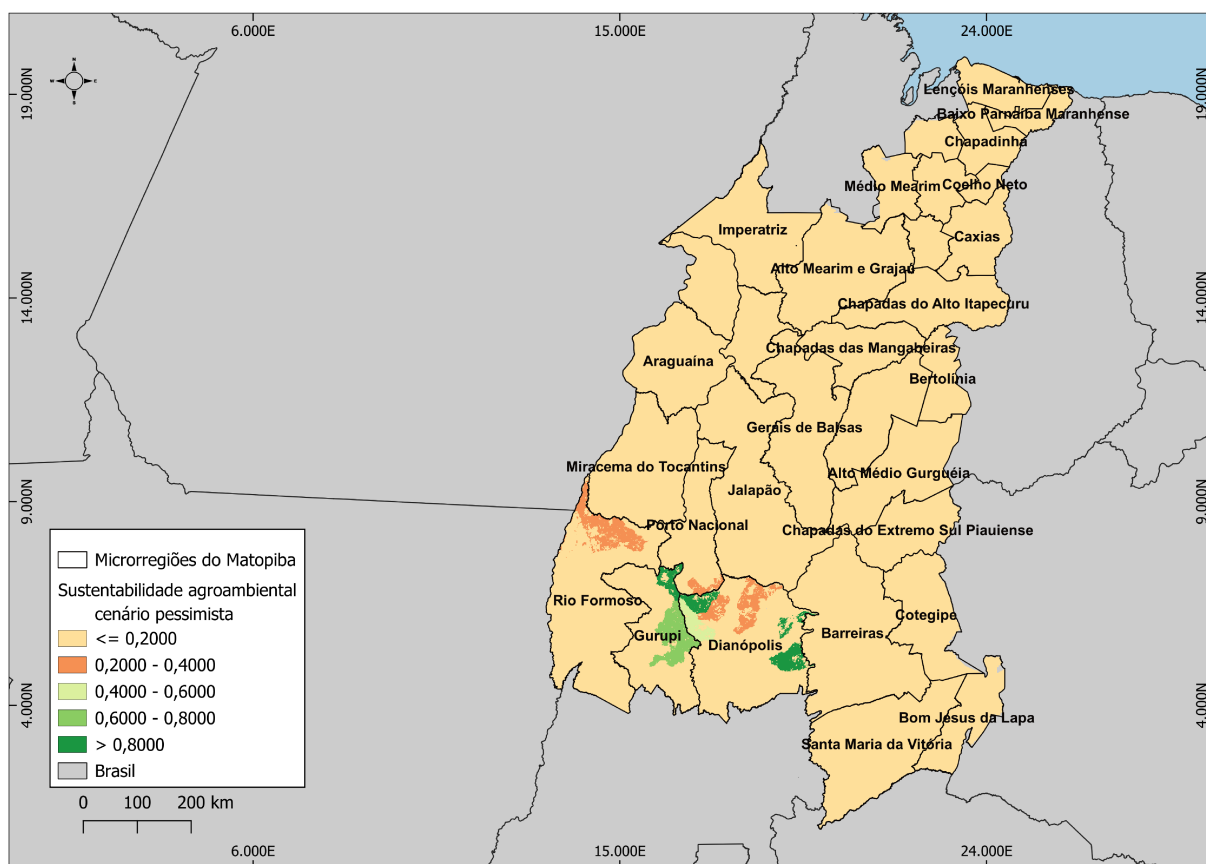 6.000E
15.000E
24.000E
19.000N
19.000N
14.000N
14.000N
9.000N
9.000N
4.000N
4.000N
Lençóis Maranhenses
Baixo Parnaíba Maranhense
Chapadinha
Médio Mearim
Coelho Neto
Imperatriz
Caxias
Alto Mearim e Grajaú
Chapadas do Alto Itapecuru
Chapadas das Mangabeiras
Araguaína
Bertolínia
Gerais de Balsas
Miracema do Tocantins
Alto Médio Gurguéia
Jalapão
Porto Nacional
Chapadas do Extremo Sul Piauiense
Rio Formoso
Cotegipe
Gurupi
Dianópolis
Barreiras
Bom Jesus da Lapa
Santa Maria da Vitória
Microrregiões do Matopiba
Sustentabilidade agroambiental
cenário pessimista
<= 0,2000
0,2000 - 0,4000
0,4000 - 0,6000
0,6000 - 0,8000
> 0,8000
Brasil
0 100 200 km
6.000E
15.000E
24.000E